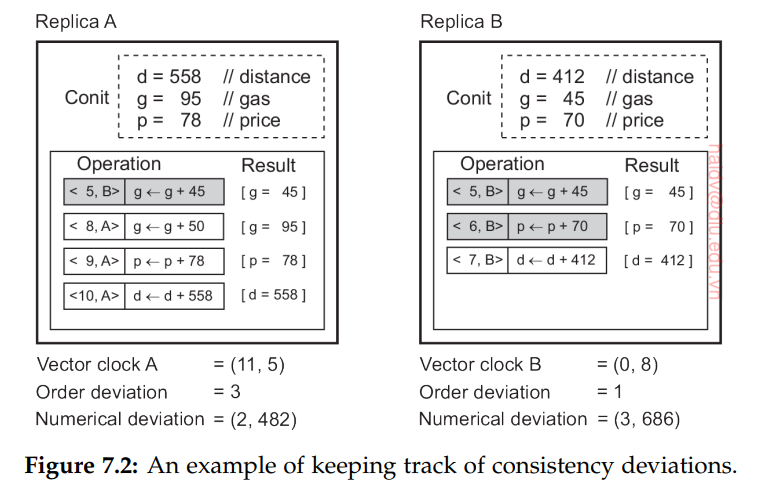 Replica A
Conit
d = 558 // distance
g = 95 // gas
p = 78 // price
Operation Result
< 5, B> g ← g + 45 [ g = 45 ]
< 8, A> g ← g + 50 [ g = 95 ]
< 9, A> p ← p + 78 [ p = 78 ]
<10, A> d ← d + 558 [ d = 558 ]
Vector clock A = (11, 5)
Order deviation = 3
Numerical deviation = (2, 482)
Replica B
Conit
d = 412 // distance
g = 45 // gas
p = 70 // price
Operation Result
< 5, B> g ← g + 45 [ g = 45 ]
< 6, B> p ← p + 70 [ p = 70 ]
< 7, B> d ← d + 412 [ d = 412 ]
Vector clock B = (0, 8)
Order deviation = 1
Numerical deviation = (3, 686)
Figure 7.2: An example of keeping track of consistency deviations.